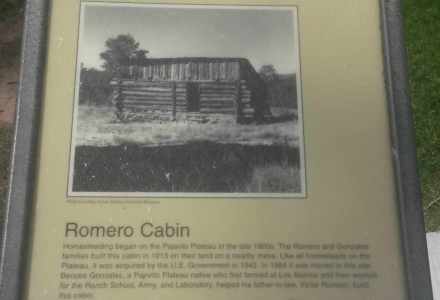 Romero Cabin
Homesteading began on the Pajarito Plateau in the late 1800s. The Romero and Gonzales
families built this cabin in 1913 on their land on a nearby mesa. Like all homesteads on the
Plateau, it was acquired by the U.S. Government in 1942. In 1984 it was moved to this site.
Bences Gonzales, a Pajarito Plateau native who first farmed at Los Alamos and then worked
for the Ranch School, Army, and Laboratory, helped his father-in-law, Victor Romero, build
this cabin.